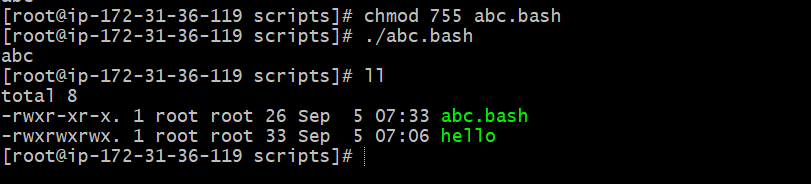 abc
[root@ip-172-31-36-119 scripts]# chmod 755 abc.bash
[root@ip-172-31-36-119 scripts]# ./abc.bash
abc
[root@ip-172-31-36-119 scripts]# ll
total 8
-rwxr-xr-x. 1 root root 26 Sep  5 07:33 abc.bash
-rwxrwxrwx. 1 root root 33 Sep  5 07:06 hello
[root@ip-172-31-36-119 scripts]#